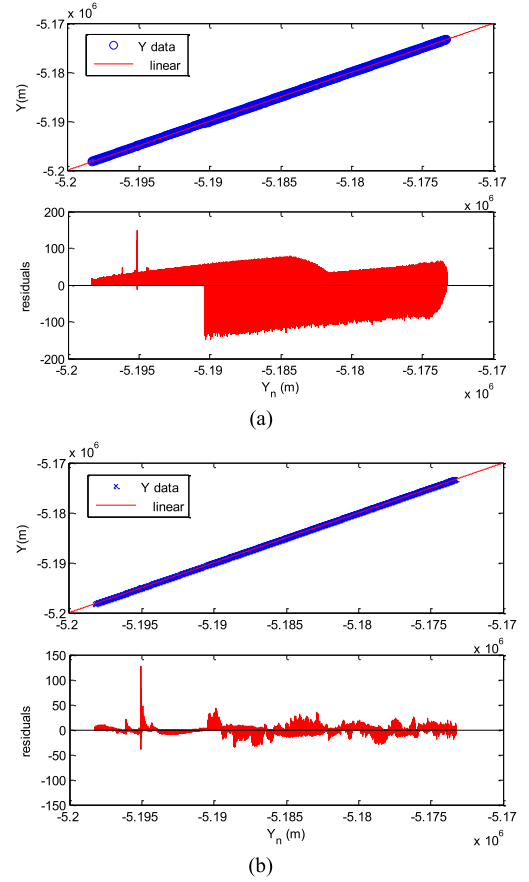 x 10^6
-5.17
-5.18
-5.19
-5.2
Y(m)
Y data
linear
-5.2 -5.195 -5.19 -5.185 -5.18 -5.175 -5.17
x 10^6
200
100
0
-100
-200
residuals
-5.2 -5.195 -5.19 -5.185 -5.18 -5.175 -5.17
Y_n (m)
x 10^6
(a)
x 10^6
-5.17
-5.18
-5.19
-5.2
Y(m)
Y data
linear
-5.2 -5.195 -5.19 -5.185 -5.18 -5.175 -5.17
x 10^6
150
100
50
0
-50
-100
-150
residuals
-5.2 -5.195 -5.19 -5.185 -5.18 -5.175 -5.17
Y_n (m)
x 10^6
(b)